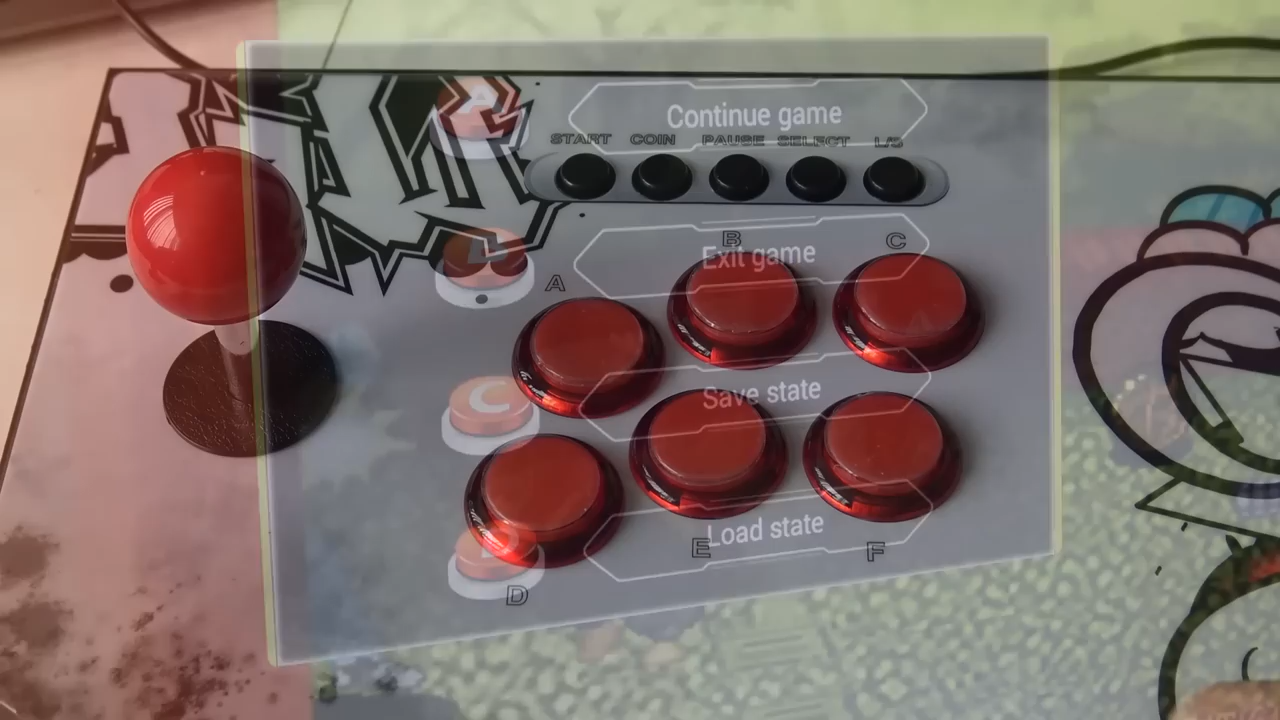 A Continue game
START COIN PAUSE SELECT L/S
B C
B Exit game
A
C Save state
D Load state
E F
D